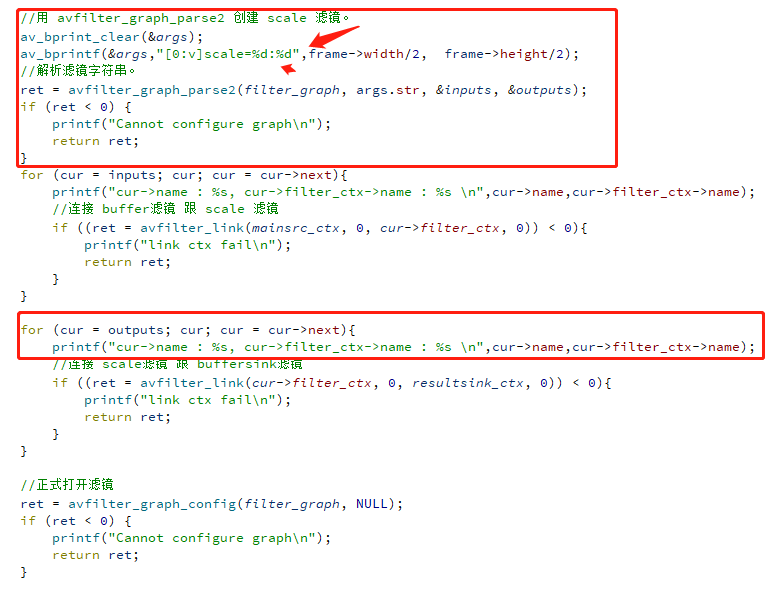 //用 avfilter_graph_parse2 创建 scale 滤镜。
av_bprint_clear(&args);
av_bprintf(&args,"[0:v]scale=%d:%d",frame->width/2,  frame->height/2);
//解析滤镜字符串。
ret = avfilter_graph_parse2(filter_graph, args.str, &inputs, &outputs);
if (ret < 0) {
    printf("Cannot configure graph\n");
    return ret;
}
for (cur = inputs; cur; cur = cur->next){
    printf("cur->name : %s, cur->filter_ctx->name : %s \n",cur->name,cur->filter_ctx->name);
    //连接 buffer滤镜 跟 scale 滤镜
    if ((ret = avfilter_link(mainsrc_ctx, 0, cur->filter_ctx, 0)) < 0){
        printf("link ctx fail\n");
        return ret;
    }
}
for (cur = outputs; cur; cur = cur->next){
    printf("cur->name : %s, cur->filter_ctx->name : %s \n",cur->name,cur->filter_ctx->name);
    //连接 scale滤镜 跟 buffersink滤镜
    if ((ret = avfilter_link(cur->filter_ctx, 0, resultsink_ctx, 0)) < 0){
        printf("link ctx fail\n");
        return ret;
    }
}
//正式打开滤镜
ret = avfilter_graph_config(filter_graph, NULL);
if (ret < 0) {
    printf("Cannot configure graph\n");
    return ret;
}